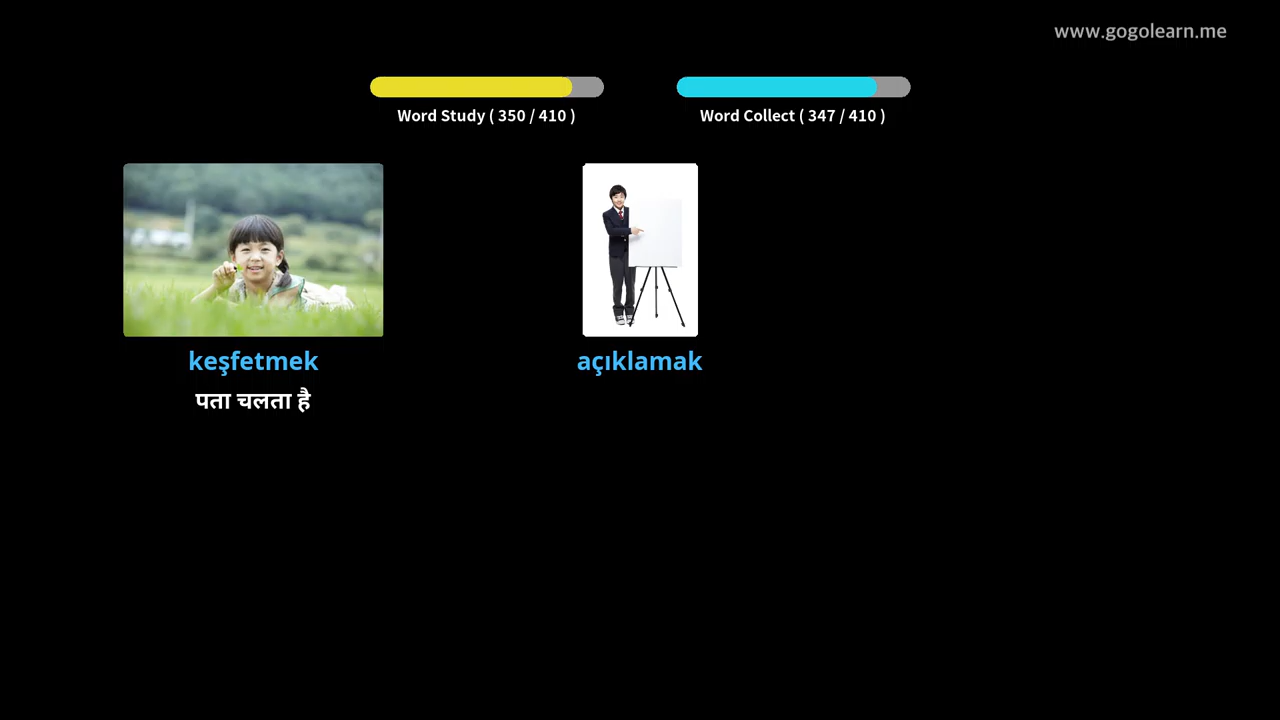 www.gogolearn.me
Word Study ( 350 / 410 )
Word Collect ( 347 / 410 )
keşfetmek
पता चलता है
açıklamak